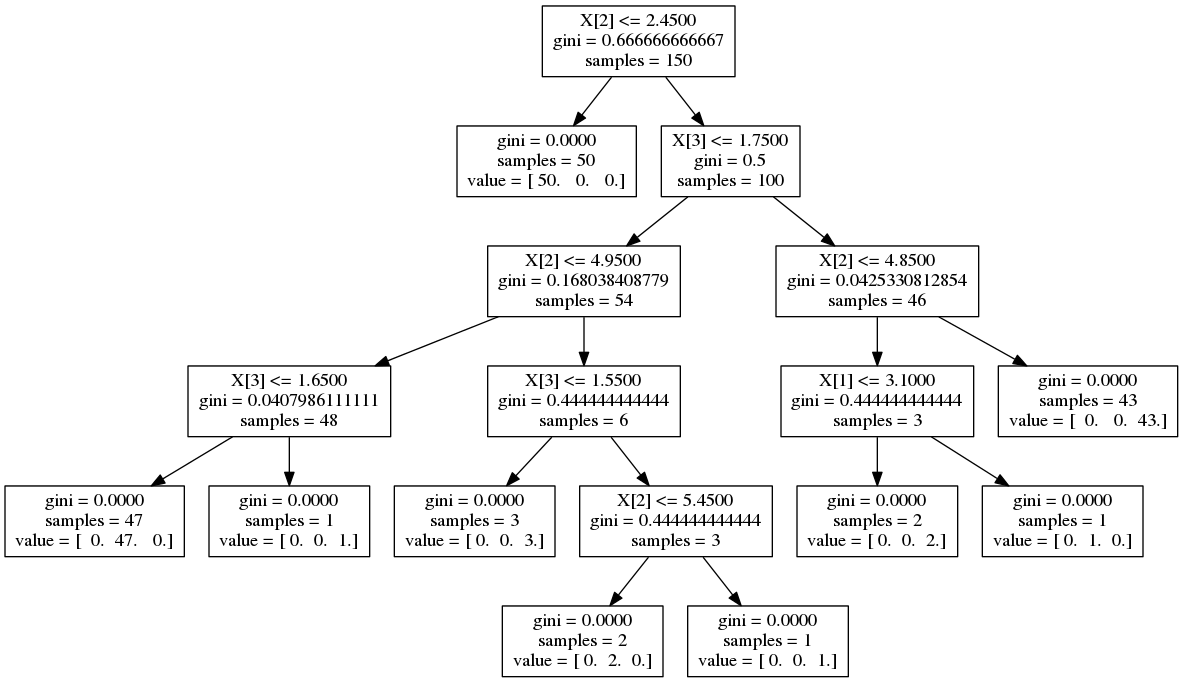 X[2] <= 2.4500
gini = 0.666666666667
samples = 150
gini = 0.0000
samples = 50
value = [ 50.   0.   0.]
X[3] <= 1.7500
gini = 0.5
samples = 100
X[2] <= 4.9500
gini = 0.168038408779
samples = 54
X[2] <= 4.8500
gini = 0.0425330812854
samples = 46
X[3] <= 1.6500
gini = 0.0407986111111
samples = 48
X[3] <= 1.5500
gini = 0.444444444444
samples = 6
X[1] <= 3.1000
gini = 0.444444444444
samples = 3
gini = 0.0000
samples = 43
value = [  0.   0.  43.]
gini = 0.0000
samples = 47
value = [  0.  47.   0.]
gini = 0.0000
samples = 1
value = [ 0.  0.  1.]
gini = 0.0000
samples = 3
value = [ 0.  0.  3.]
X[2] <= 5.4500
gini = 0.444444444444
samples = 3
gini = 0.0000
samples = 2
value = [ 0.  0.  2.]
gini = 0.0000
samples = 1
value = [ 0.  1.  0.]
gini = 0.0000
samples = 2
value = [ 0.  2.  0.]
gini = 0.0000
samples = 1
value = [ 0.  0.  1.]